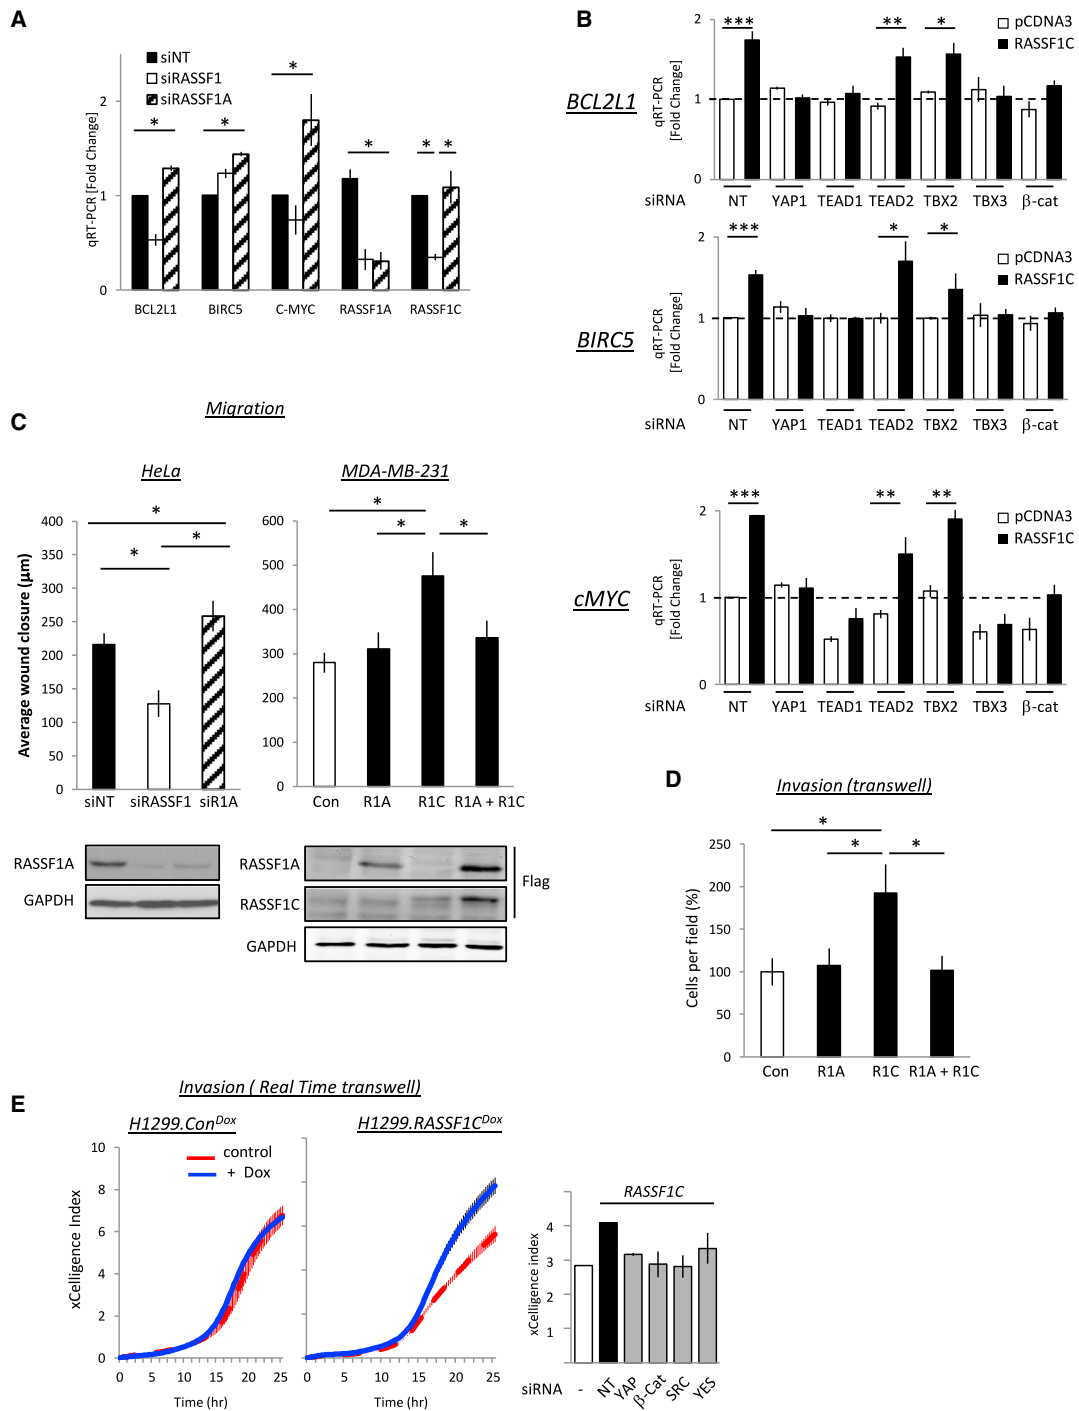 A
siNT
siRASSF1
siRASSF1A
qRT-PCR [Fold Change]
2
1
0
* * * * * *
BCL2L1 BIRC5 C-MYC RASSF1A RASSF1C
B
BCL2L1
qRT-PCR
[Fold Change]
2
1
0
*** ** *
pCDNA3
RASSF1C
siRNA NT YAP1 TEAD1 TEAD2 TBX2 TBX3 β-cat
BIRC5
qRT-PCR
[Fold Change]
2
1
0
*** * *
pCDNA3
RASSF1C
siRNA NT YAP1 TEAD1 TEAD2 TBX2 TBX3 β-cat
cMYC
qRT-PCR
[Fold Change]
2
1
0
*** ** **
pCDNA3
RASSF1C
siRNA NT YAP1 TEAD1 TEAD2 TBX2 TBX3 β-cat
C
Migration
HeLa
Average wound closure (μm)
400
350
300
250
200
150
100
50
0
* * *
siNT siRASSF1 siR1A
RASSF1A
GAPDH
MDA-MB-231
600
500
400
300
200
100
0
* * *
Con R1A R1C R1A + R1C
RASSF1A
RASSF1C
Flag
GAPDH
D
Invasion (transwell)
Cells per field (%)
250
200
150
100
50
0
* * *
Con R1A R1C R1A + R1C
E
Invasion ( Real Time transwell)
H1299.ConDox
control
+ Dox
xCelligence Index
10
8
6
4
2
0
0 5 10 15 20 25
Time (hr)
H1299.RASSF1CDox
0 5 10 15 20 25
Time (hr)
RASSF1C
xCelligence index
4
3
2
1
siRNA - NT YAP β-Cat SRC YES